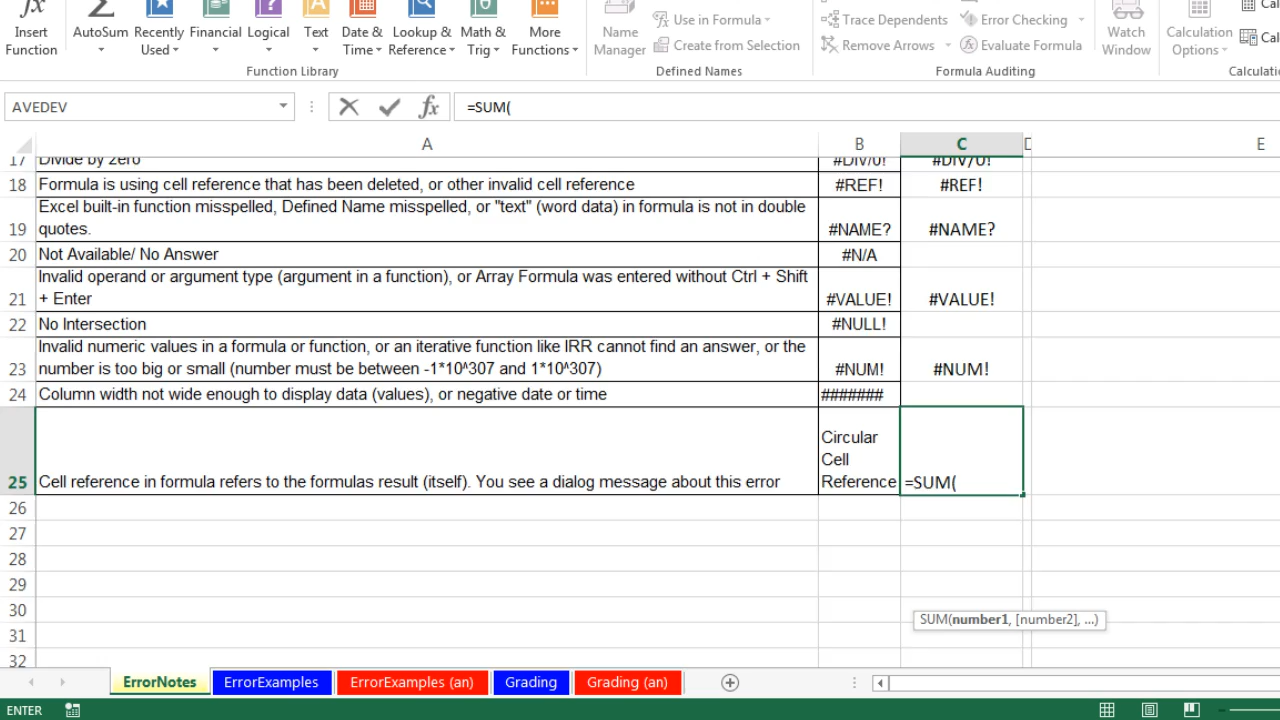 fx Σ ? A θ ...
Insert AutoSum Recently Financial Logical Text Date & Lookup & Math & More Name Use in Formula Trace Dependents Error Checking Watch Calculation Cal
Function Used Time Reference Trig Functions Manager Create from Selection Remove Arrows Evaluate Formula Window Options Cal
Function Library Defined Names Formula Auditing Calculatio
AVEDEV fx =SUM(
A B C D E
17 Divide by zero #DIV/0! #DIV/0!
18 Formula is using cell reference that has been deleted, or other invalid cell reference #REF! #REF!
Excel built-in function misspelled, Defined Name misspelled, or "text" (word data) in formula is not in double
19 quotes. #NAME? #NAME?
20 Not Available/ No Answer #N/A
Invalid operand or argument type (argument in a function), or Array Formula was entered without Ctrl + Shift
21 + Enter #VALUE! #VALUE!
22 No Intersection #NULL!
Invalid numeric values in a formula or function, or an iterative function like IRR cannot find an answer, or the
23 number is too big or small (number must be between -1*10^307 and 1*10^307) #NUM! #NUM!
24 Column width not wide enough to display data (values), or negative date or time #######
Circular
Cell
25 Cell reference in formula refers to the formulas result (itself). You see a dialog message about this error Reference =SUM(
26
27
28
29
30 SUM(number1, [number2], ...)
31
32
ErrorNotes ErrorExamples ErrorExamples (an) Grading Grading (an)
ENTER